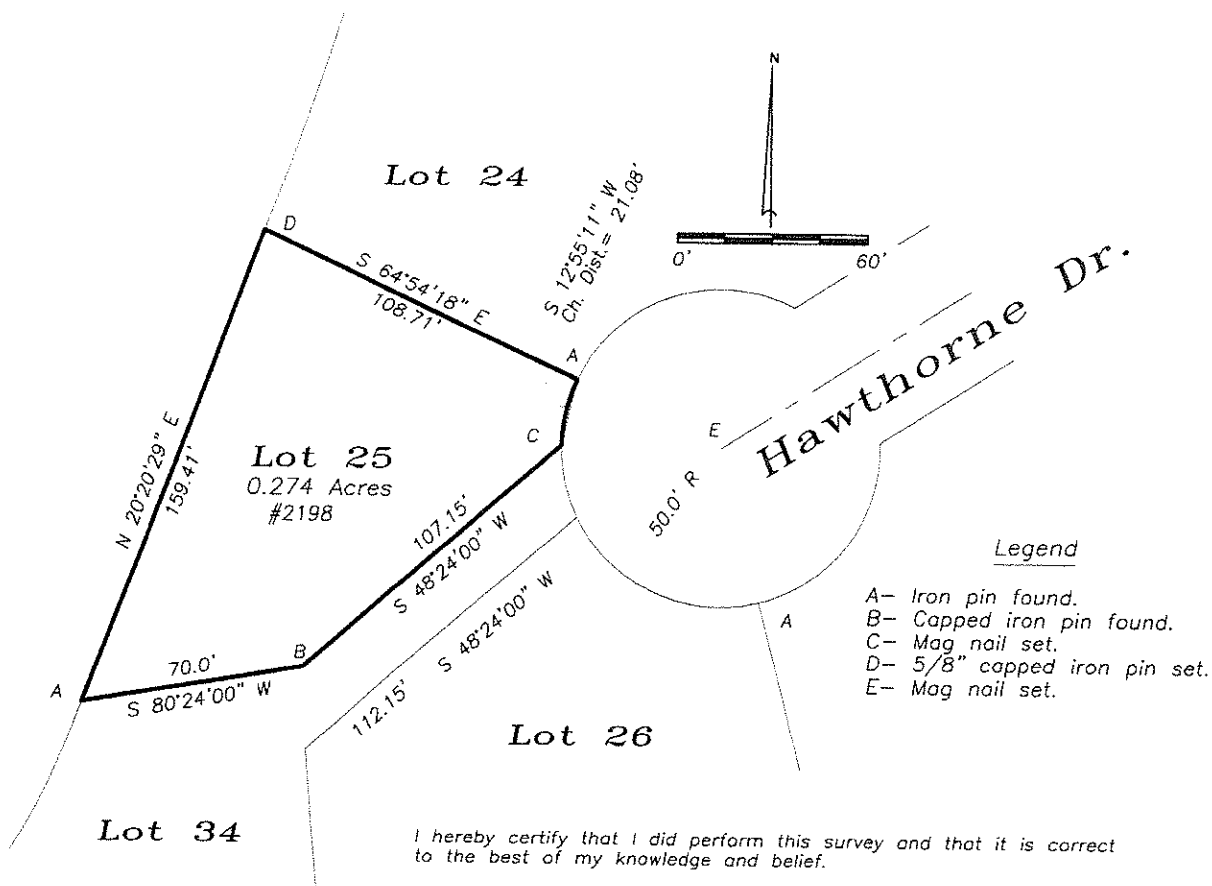 N
Lot 24
S 12°55'11" W
Ch. Dist.= 21.08'
0'
60'
D
S 64°54'18" E
108.71'
A
Hawthorne Dr.
C
E
50.0' R
N 20°20'29" E
159.41'
Lot 25
0.274 Acres
#2198
107.15'
S 48°24'00" W
S 48°24'00" W
112.15'
B
70.0'
S 80°24'00" W
A
A
Legend
A– Iron pin found.
B– Capped iron pin found.
C– Mag nail set.
D– 5/8" capped iron pin set.
E– Mag nail set.
Lot 26
Lot 34
I hereby certify that I did perform this survey and that it is correct
to the best of my knowledge and belief.